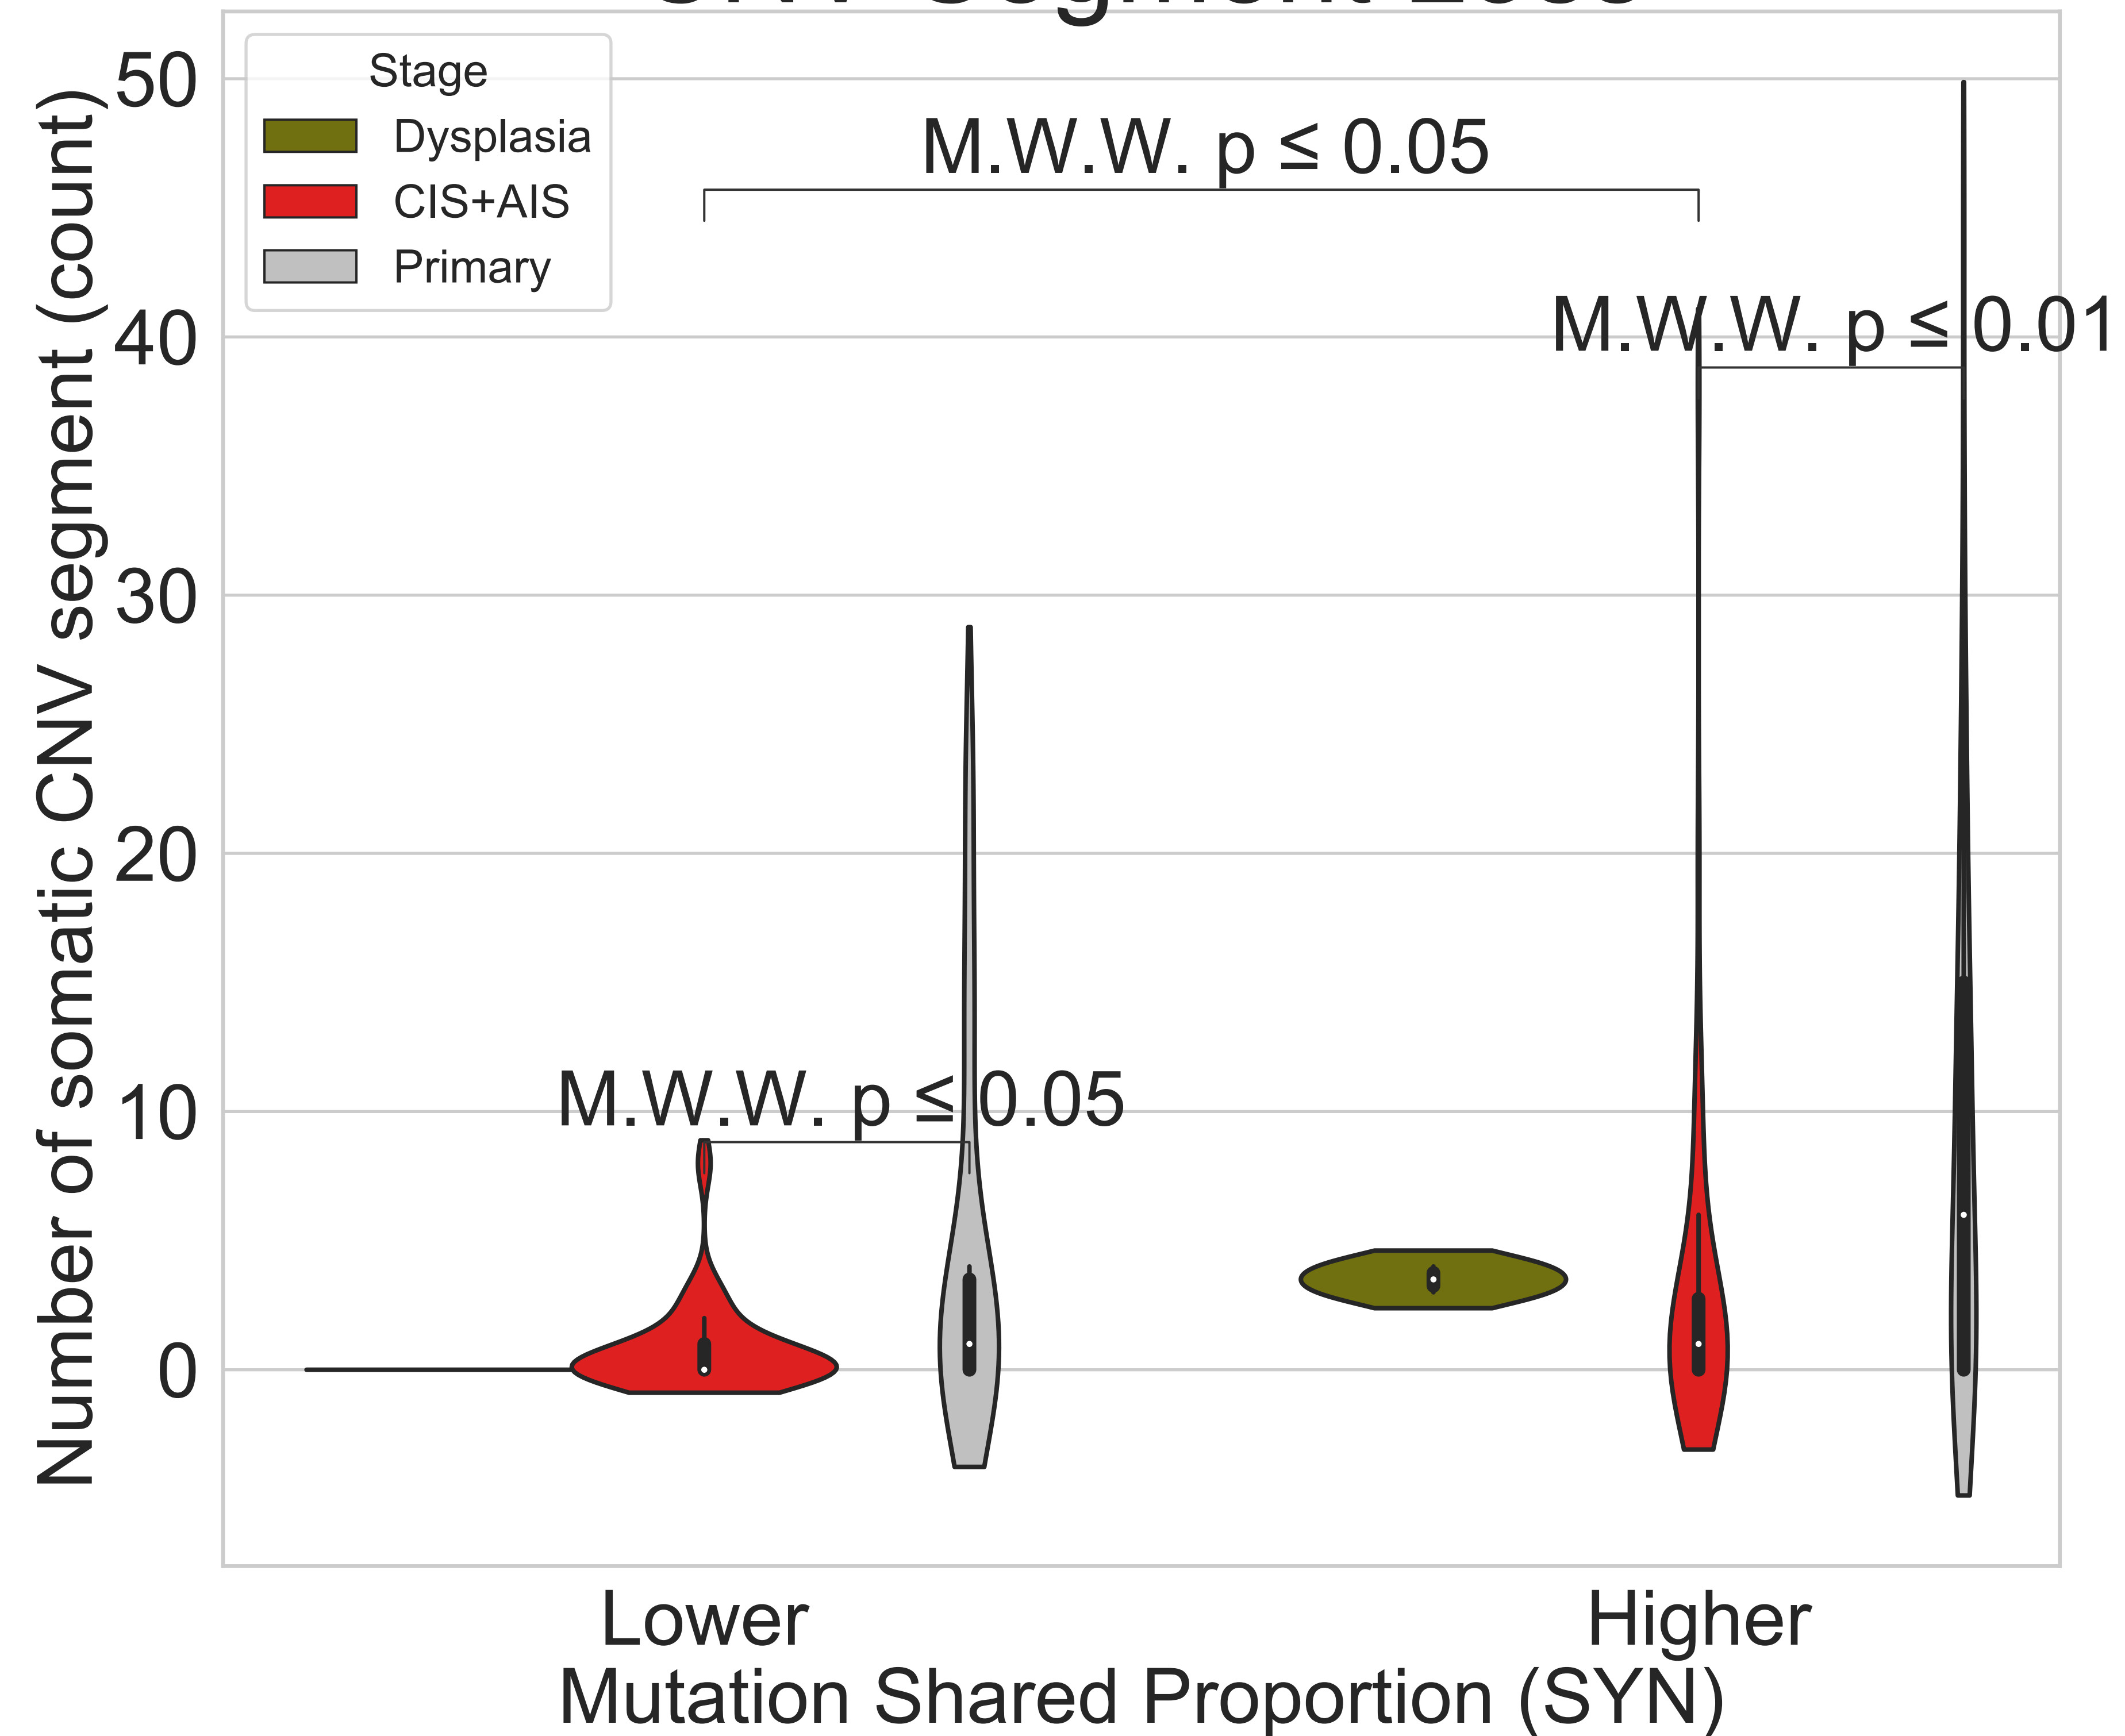 50
40
30
20
10
0
Number of somatic CNV segment (count)
Stage
Dysplasia
CIS+AIS
Primary
M.W.W. p ≤ 0.05
M.W.W. p ≤ 0.01
M.W.W. p ≤ 0.05
Lower
Higher
Mutation Shared Proportion (SYN)